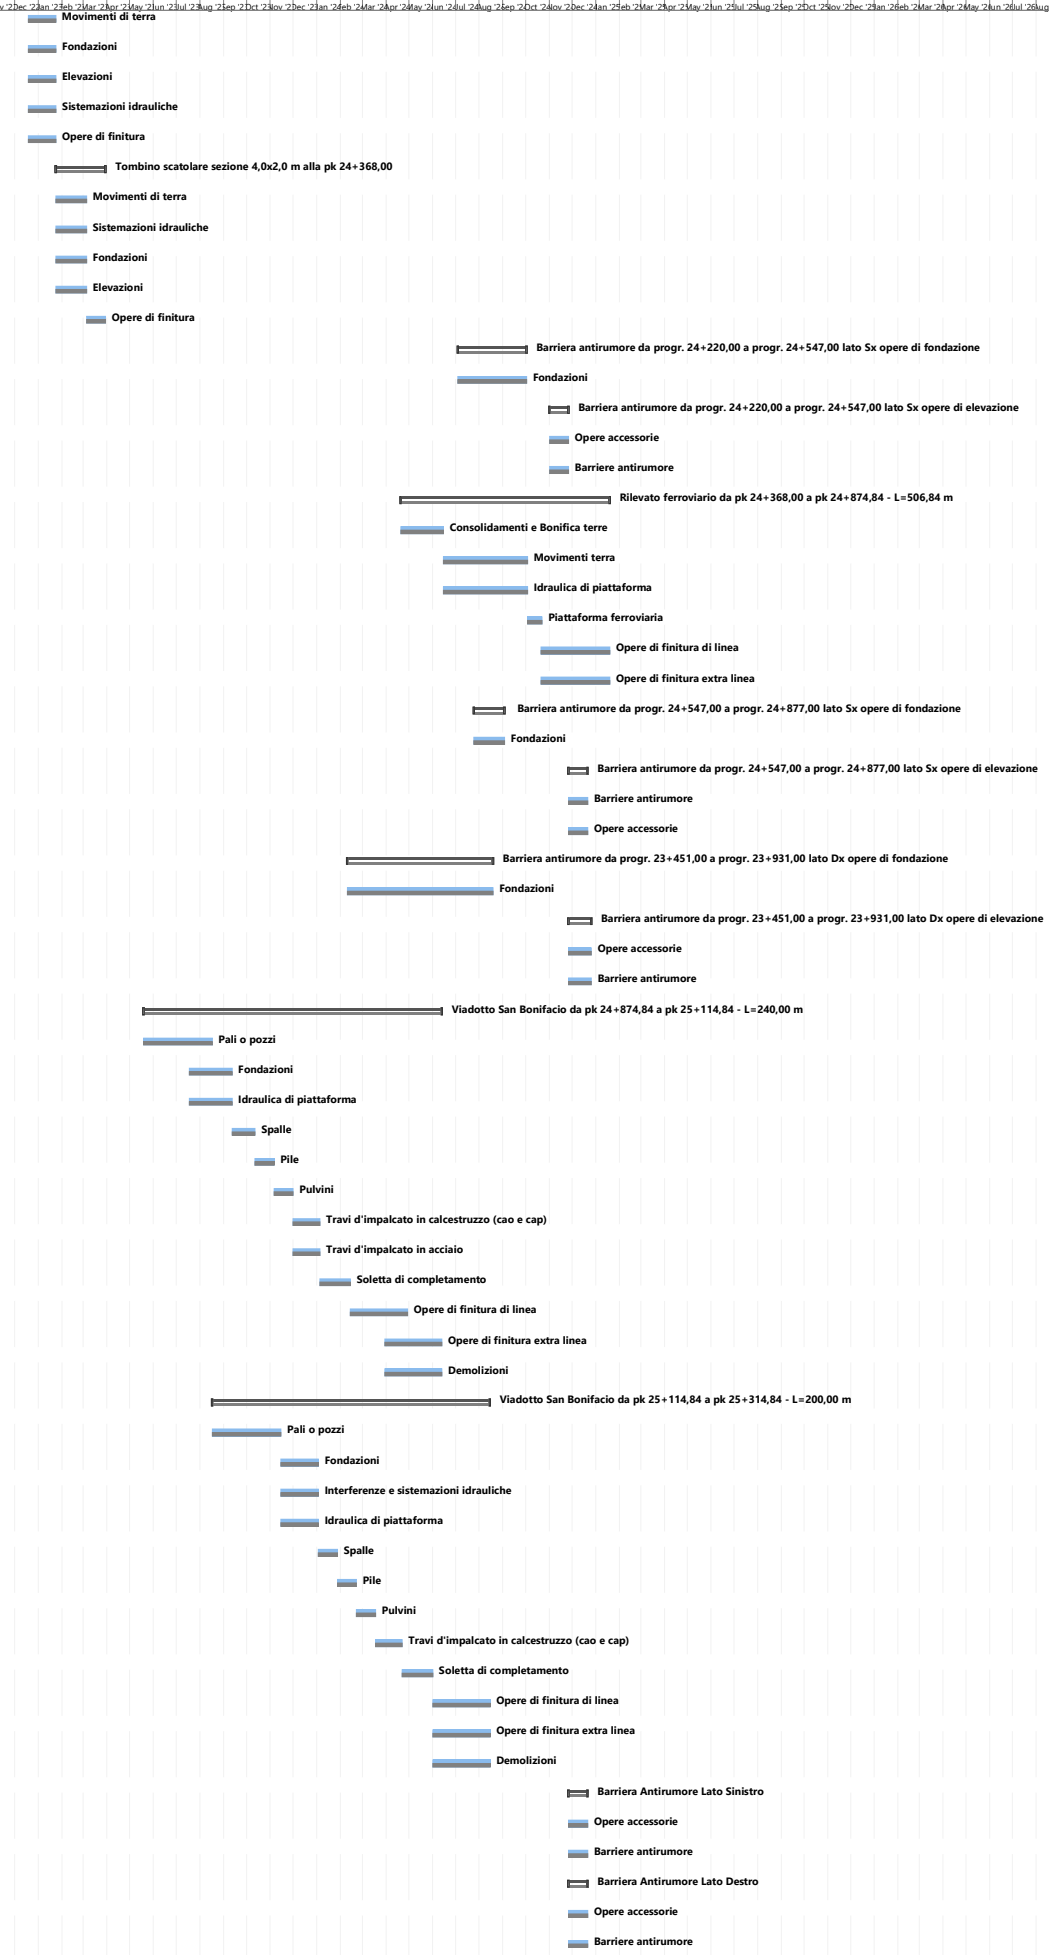 Movimenti di terra
Fondazioni
Elevazioni
Sistemazioni idrauliche
Opere di finitura
Tombino scatolare sezione 4,0x2,0 m alla pk 24+368,00
Movimenti di terra
Sistemazioni idrauliche
Fondazioni
Elevazioni
Opere di finitura
Barriera antirumore da progr. 24+220,00 a progr. 24+547,00 lato Sx opere di fondazione
Fondazioni
Barriera antirumore da progr. 24+220,00 a progr. 24+547,00 lato Sx opere di elevazione
Opere accessorie
Barriere antirumore
Rilevato ferroviario da pk 24+368,00 a pk 24+874,84 - L=506,84 m
Consolidamenti e Bonifica terre
Movimenti terra
Idraulica di piattaforma
Piattaforma ferroviaria
Opere di finitura di linea
Opere di finitura extra linea
Barriera antirumore da progr. 24+547,00 a progr. 24+877,00 lato Sx opere di fondazione
Fondazioni
Barriera antirumore da progr. 24+547,00 a progr. 24+877,00 lato Sx opere di elevazione
Barriere antirumore
Opere accessorie
Barriera antirumore da progr. 23+451,00 a progr. 23+931,00 lato Dx opere di fondazione
Fondazioni
Barriera antirumore da progr. 23+451,00 a progr. 23+931,00 lato Dx opere di elevazione
Opere accessorie
Barriere antirumore
Viadotto San Bonifacio da pk 24+874,84 a pk 25+114,84 - L=240,00 m
Pali o pozzi
Fondazioni
Idraulica di piattaforma
Spalle
Pile
Pulvini
Travi d'impalcato in calcestruzzo (cao e cap)
Travi d'impalcato in acciaio
Soletta di completamento
Opere di finitura di linea
Opere di finitura extra linea
Demolizioni
Viadotto San Bonifacio da pk 25+114,84 a pk 25+314,84 - L=200,00 m
Pali o pozzi
Fondazioni
Interferenze e sistemazioni idrauliche
Idraulica di piattaforma
Spalle
Pile
Pulvini
Travi d'impalcato in calcestruzzo (cao e cap)
Soletta di completamento
Opere di finitura di linea
Opere di finitura extra linea
Demolizioni
Barriera Antirumore Lato Sinistro
Opere accessorie
Barriere antirumore
Barriera Antirumore Lato Destro
Opere accessorie
Barriere antirumore